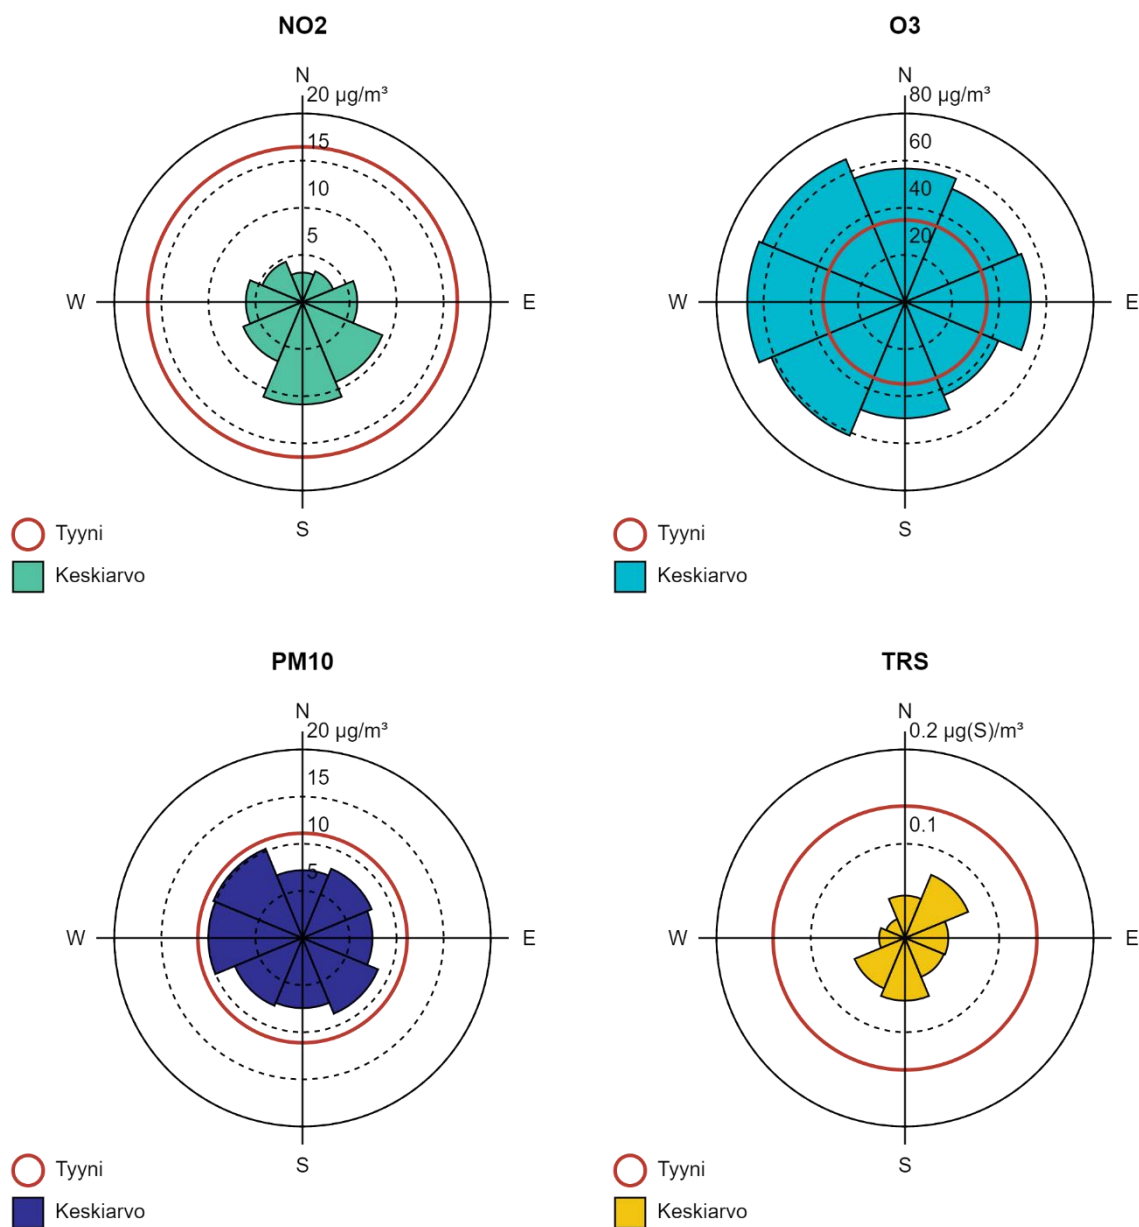 NO2
N
20 µg/m³
15
10
5
W
E
S
Tyyni
Keskiarvo
O3
N
80 µg/m³
60
40
20
W
E
S
Tyyni
Keskiarvo
PM10
N
20 µg/m³
15
10
5
W
E
S
Tyyni
Keskiarvo
TRS
N
0.2 µg(S)/m³
0.1
W
E
S
Tyyni
Keskiarvo